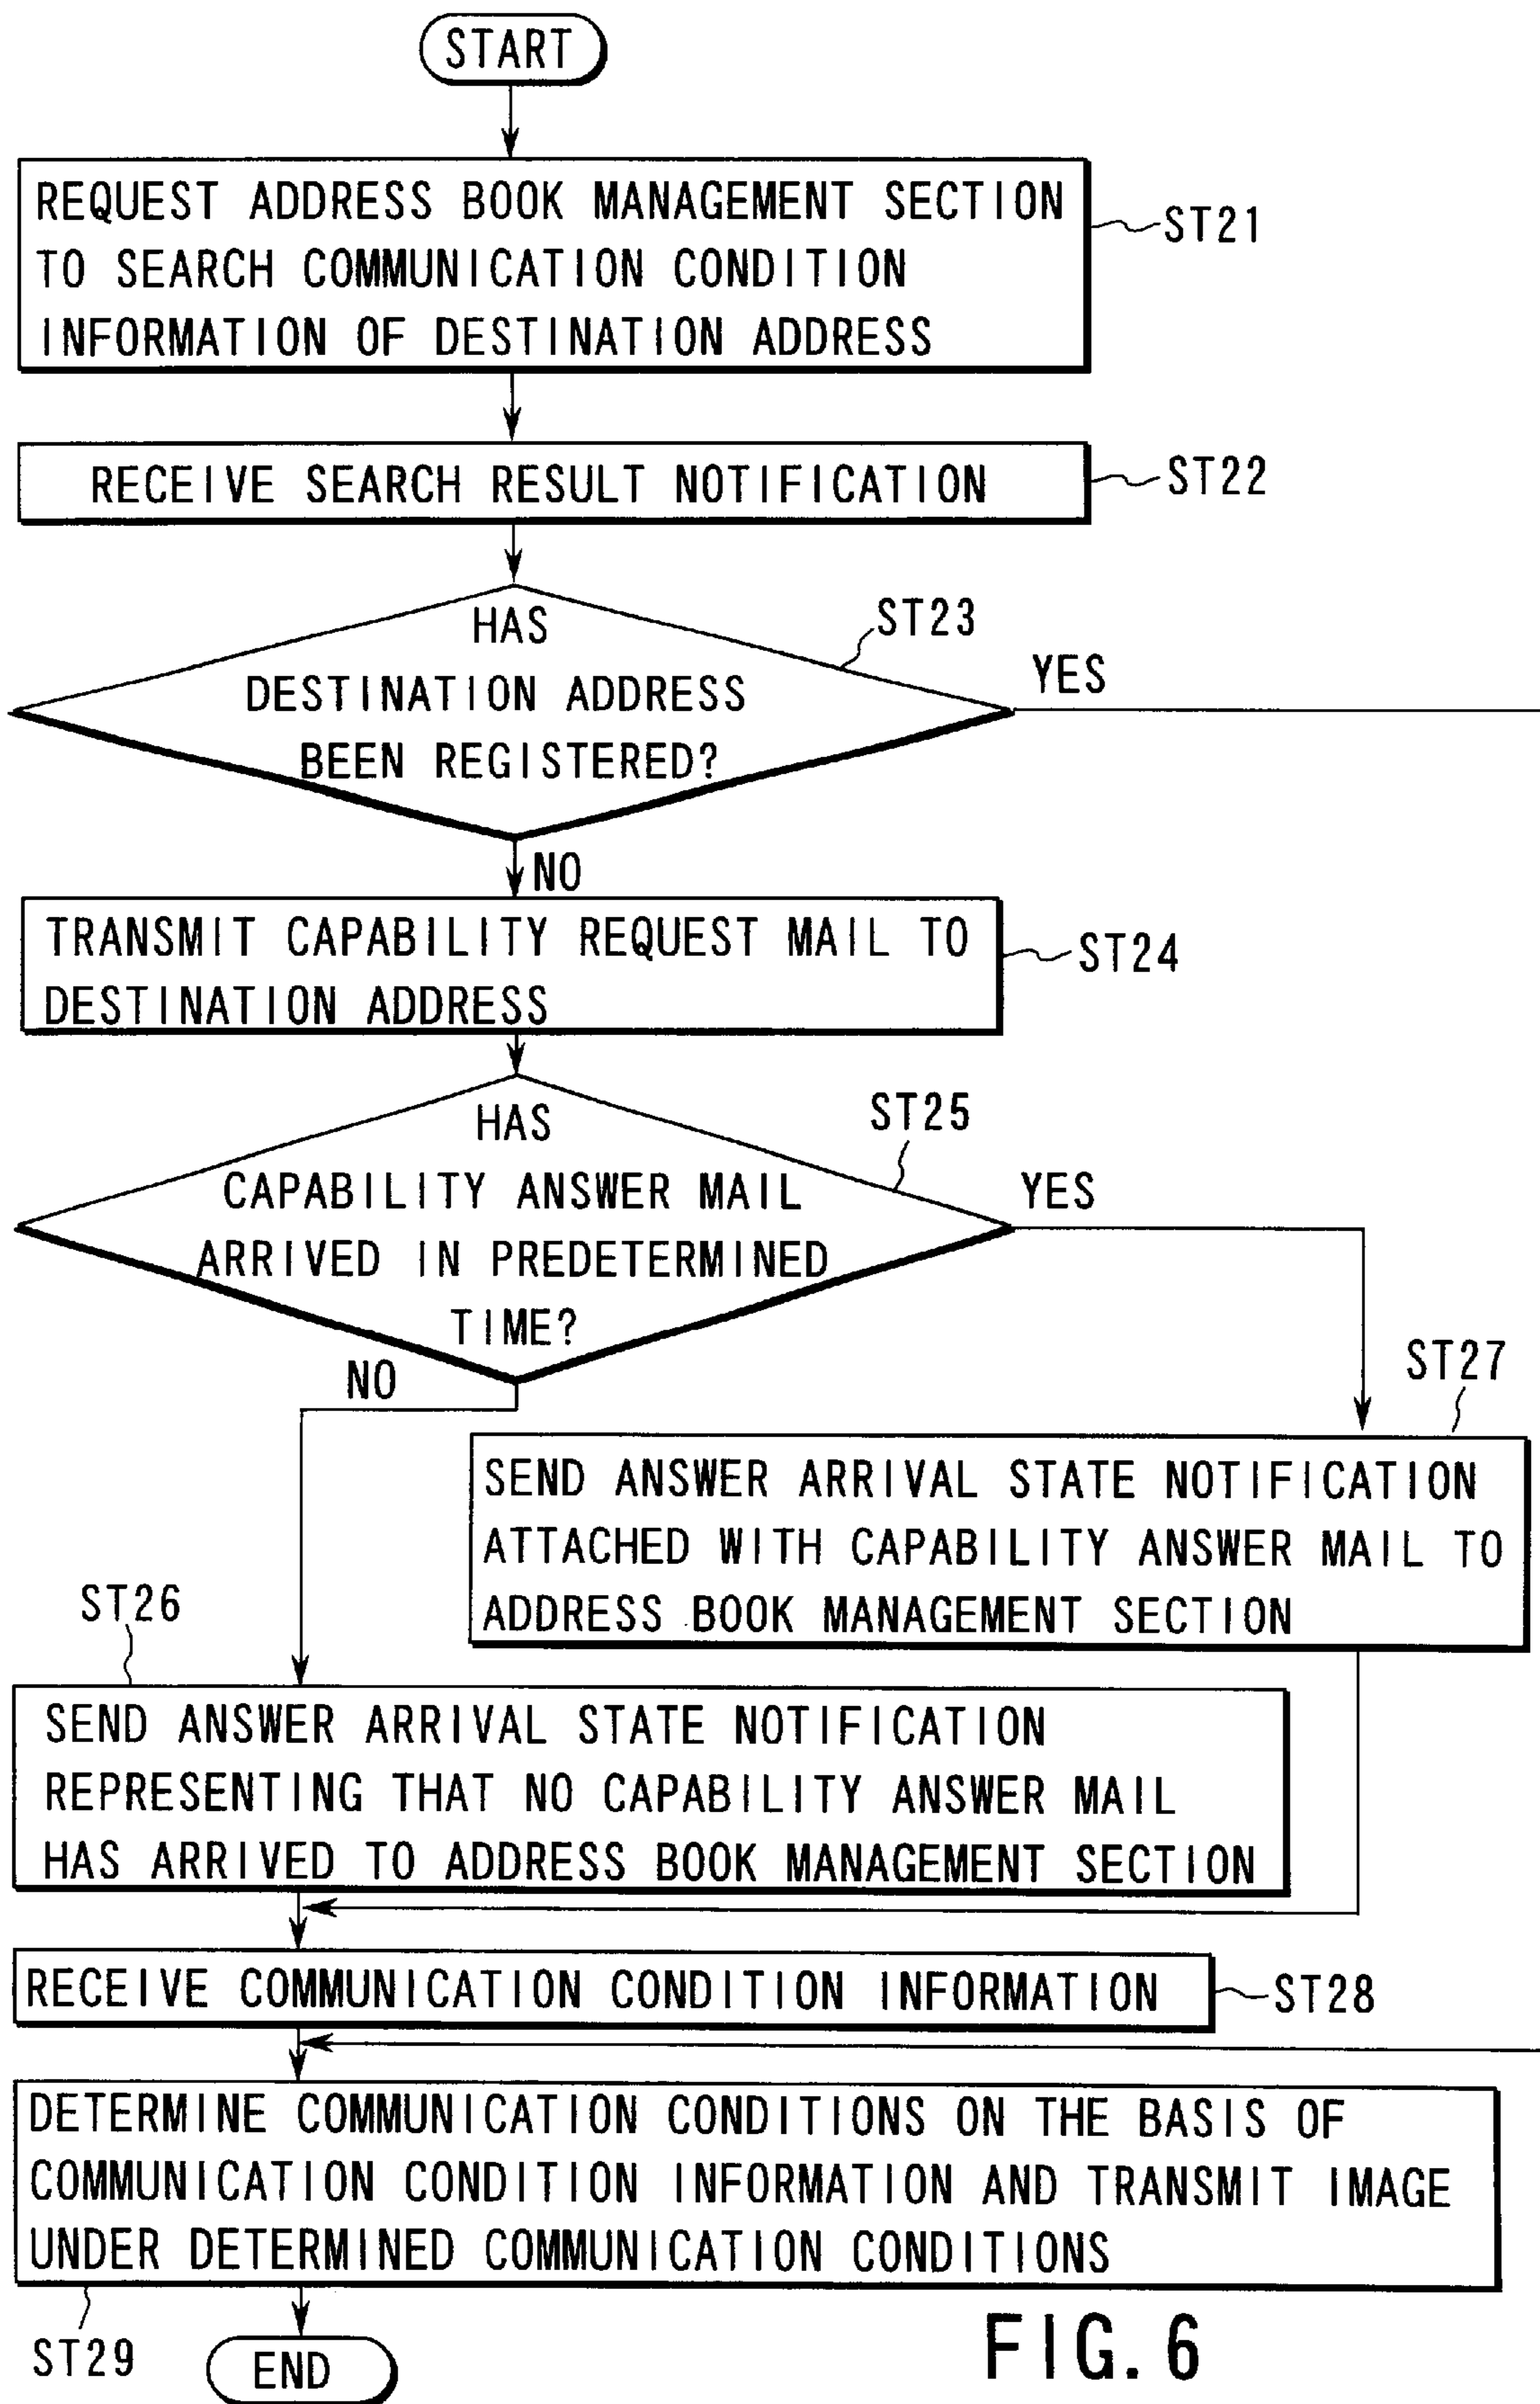 START
REQUEST ADDRESS BOOK MANAGEMENT SECTION
TO SEARCH COMMUNICATION CONDITION
INFORMATION OF DESTINATION ADDRESS
ST21
RECEIVE SEARCH RESULT NOTIFICATION
ST22
HAS
DESTINATION ADDRESS
BEEN REGISTERED?
ST23
YES
NO
TRANSMIT CAPABILITY REQUEST MAIL TO
DESTINATION ADDRESS
ST24
HAS
CAPABILITY ANSWER MAIL
ARRIVED IN PREDETERMINED
TIME?
ST25
YES
NO
ST27
SEND ANSWER ARRIVAL STATE NOTIFICATION
ATTACHED WITH CAPABILITY ANSWER MAIL TO
ADDRESS BOOK MANAGEMENT SECTION
ST26
SEND ANSWER ARRIVAL STATE NOTIFICATION
REPRESENTING THAT NO CAPABILITY ANSWER MAIL
HAS ARRIVED TO ADDRESS BOOK MANAGEMENT SECTION
RECEIVE COMMUNICATION CONDITION INFORMATION
ST28
DETERMINE COMMUNICATION CONDITIONS ON THE BASIS OF
COMMUNICATION CONDITION INFORMATION AND TRANSMIT IMAGE
UNDER DETERMINED COMMUNICATION CONDITIONS
ST29
END
FIG. 6